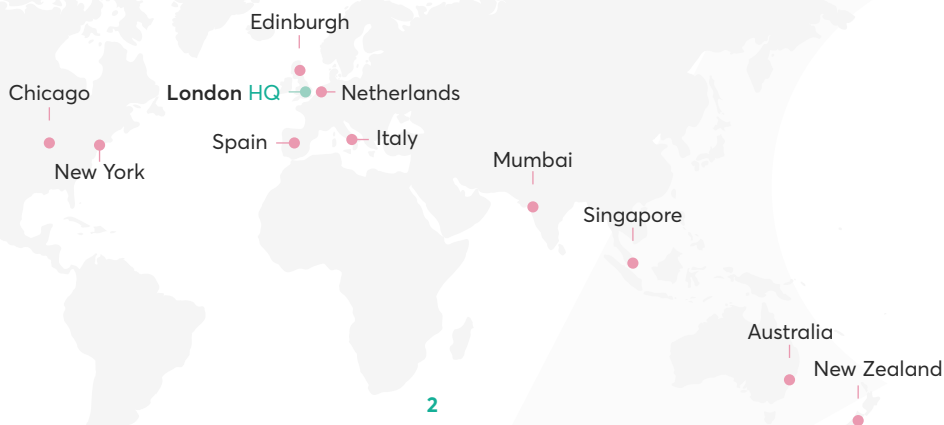 Edinburgh
Chicago
London HQ
Netherlands
Spain
Italy
New York
Mumbai
Singapore
Australia
New Zealand
2